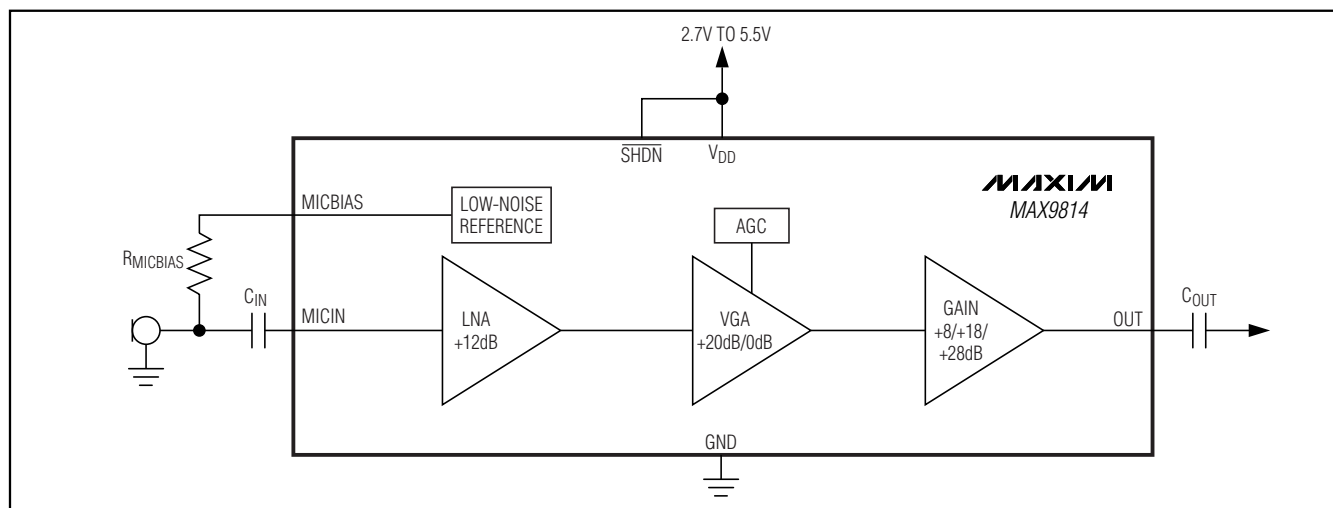 2.7V TO 5.5V
SHDN
VDD
MAXIM
MAX9814
MICBIAS
LOW-NOISE
REFERENCE
AGC
RMICBIAS
CIN
MICIN
LNA
+12dB
VGA
+20dB/0dB
GAIN
+8/+18/
+28dB
OUT
COUT
GND